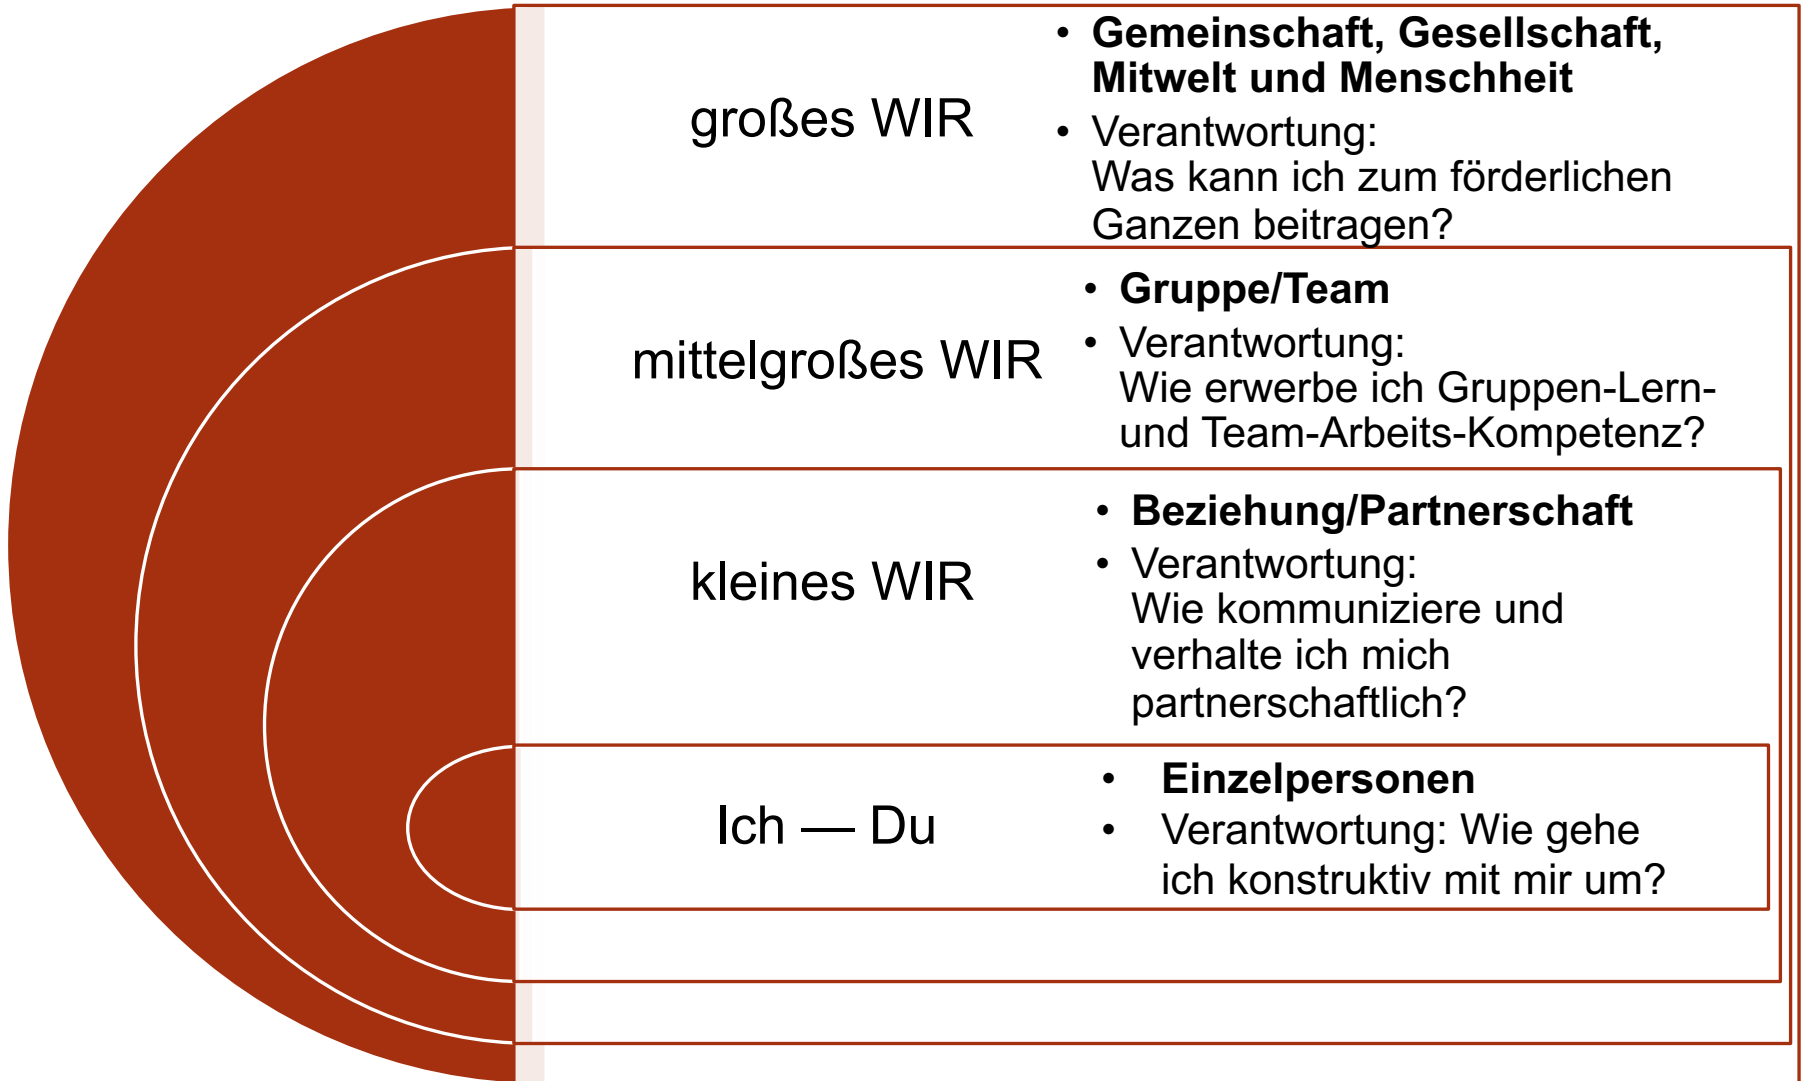 großes WIR
• Gemeinschaft, Gesellschaft,
Mitwelt und Menschheit
• Verantwortung:
Was kann ich zum förderlichen
Ganzen beitragen?
mittelgroßes WIR
• Gruppe/Team
• Verantwortung:
Wie erwerbe ich Gruppen-Lern-
und Team-Arbeits-Kompetenz?
kleines WIR
• Beziehung/Partnerschaft
• Verantwortung:
Wie kommuniziere und
verhalte ich mich
partnerschaftlich?
Ich — Du
• Einzelpersonen
• Verantwortung: Wie gehe
ich konstruktiv mit mir um?